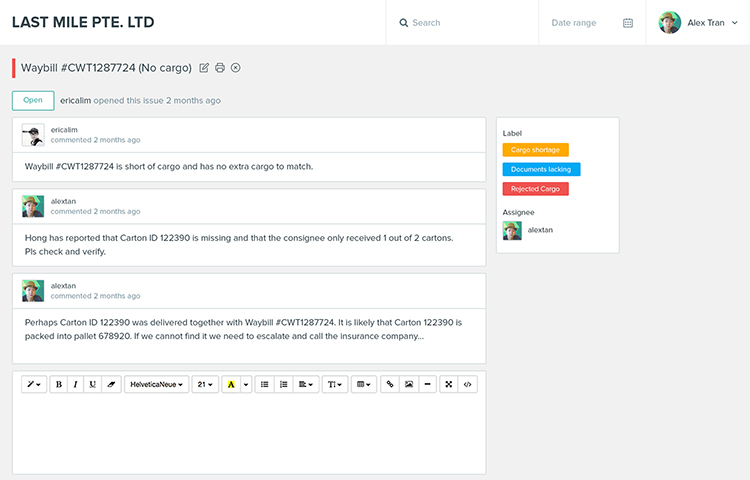 LAST MILE PTE. LTD
Search
Date range
Alex Tran
Waybill #CWT1287724 (No cargo)
Open
ericalim opened this issue 2 months ago
ericalim
commented 2 months ago
Waybill #CWT1287724 is short of cargo and has no extra cargo to match.
alextan
commented 2 months ago
Hong has reported that Carton ID 122390 is missing and that the consignee only received 1 out of 2 cartons.
Pls check and verify.
alextan
commented 2 months ago
Perhaps Carton ID 122390 was delivered together with Waybill #CWT1287724. It is likely that Carton 122390 is
packed into pallet 678920. If we cannot find it we need to escalate and call the insurance company...
B I U HelveticaNeue 21 A TI </>
Label
Cargo shortage
Documents lacking
Rejected Cargo
Assignee
alextan